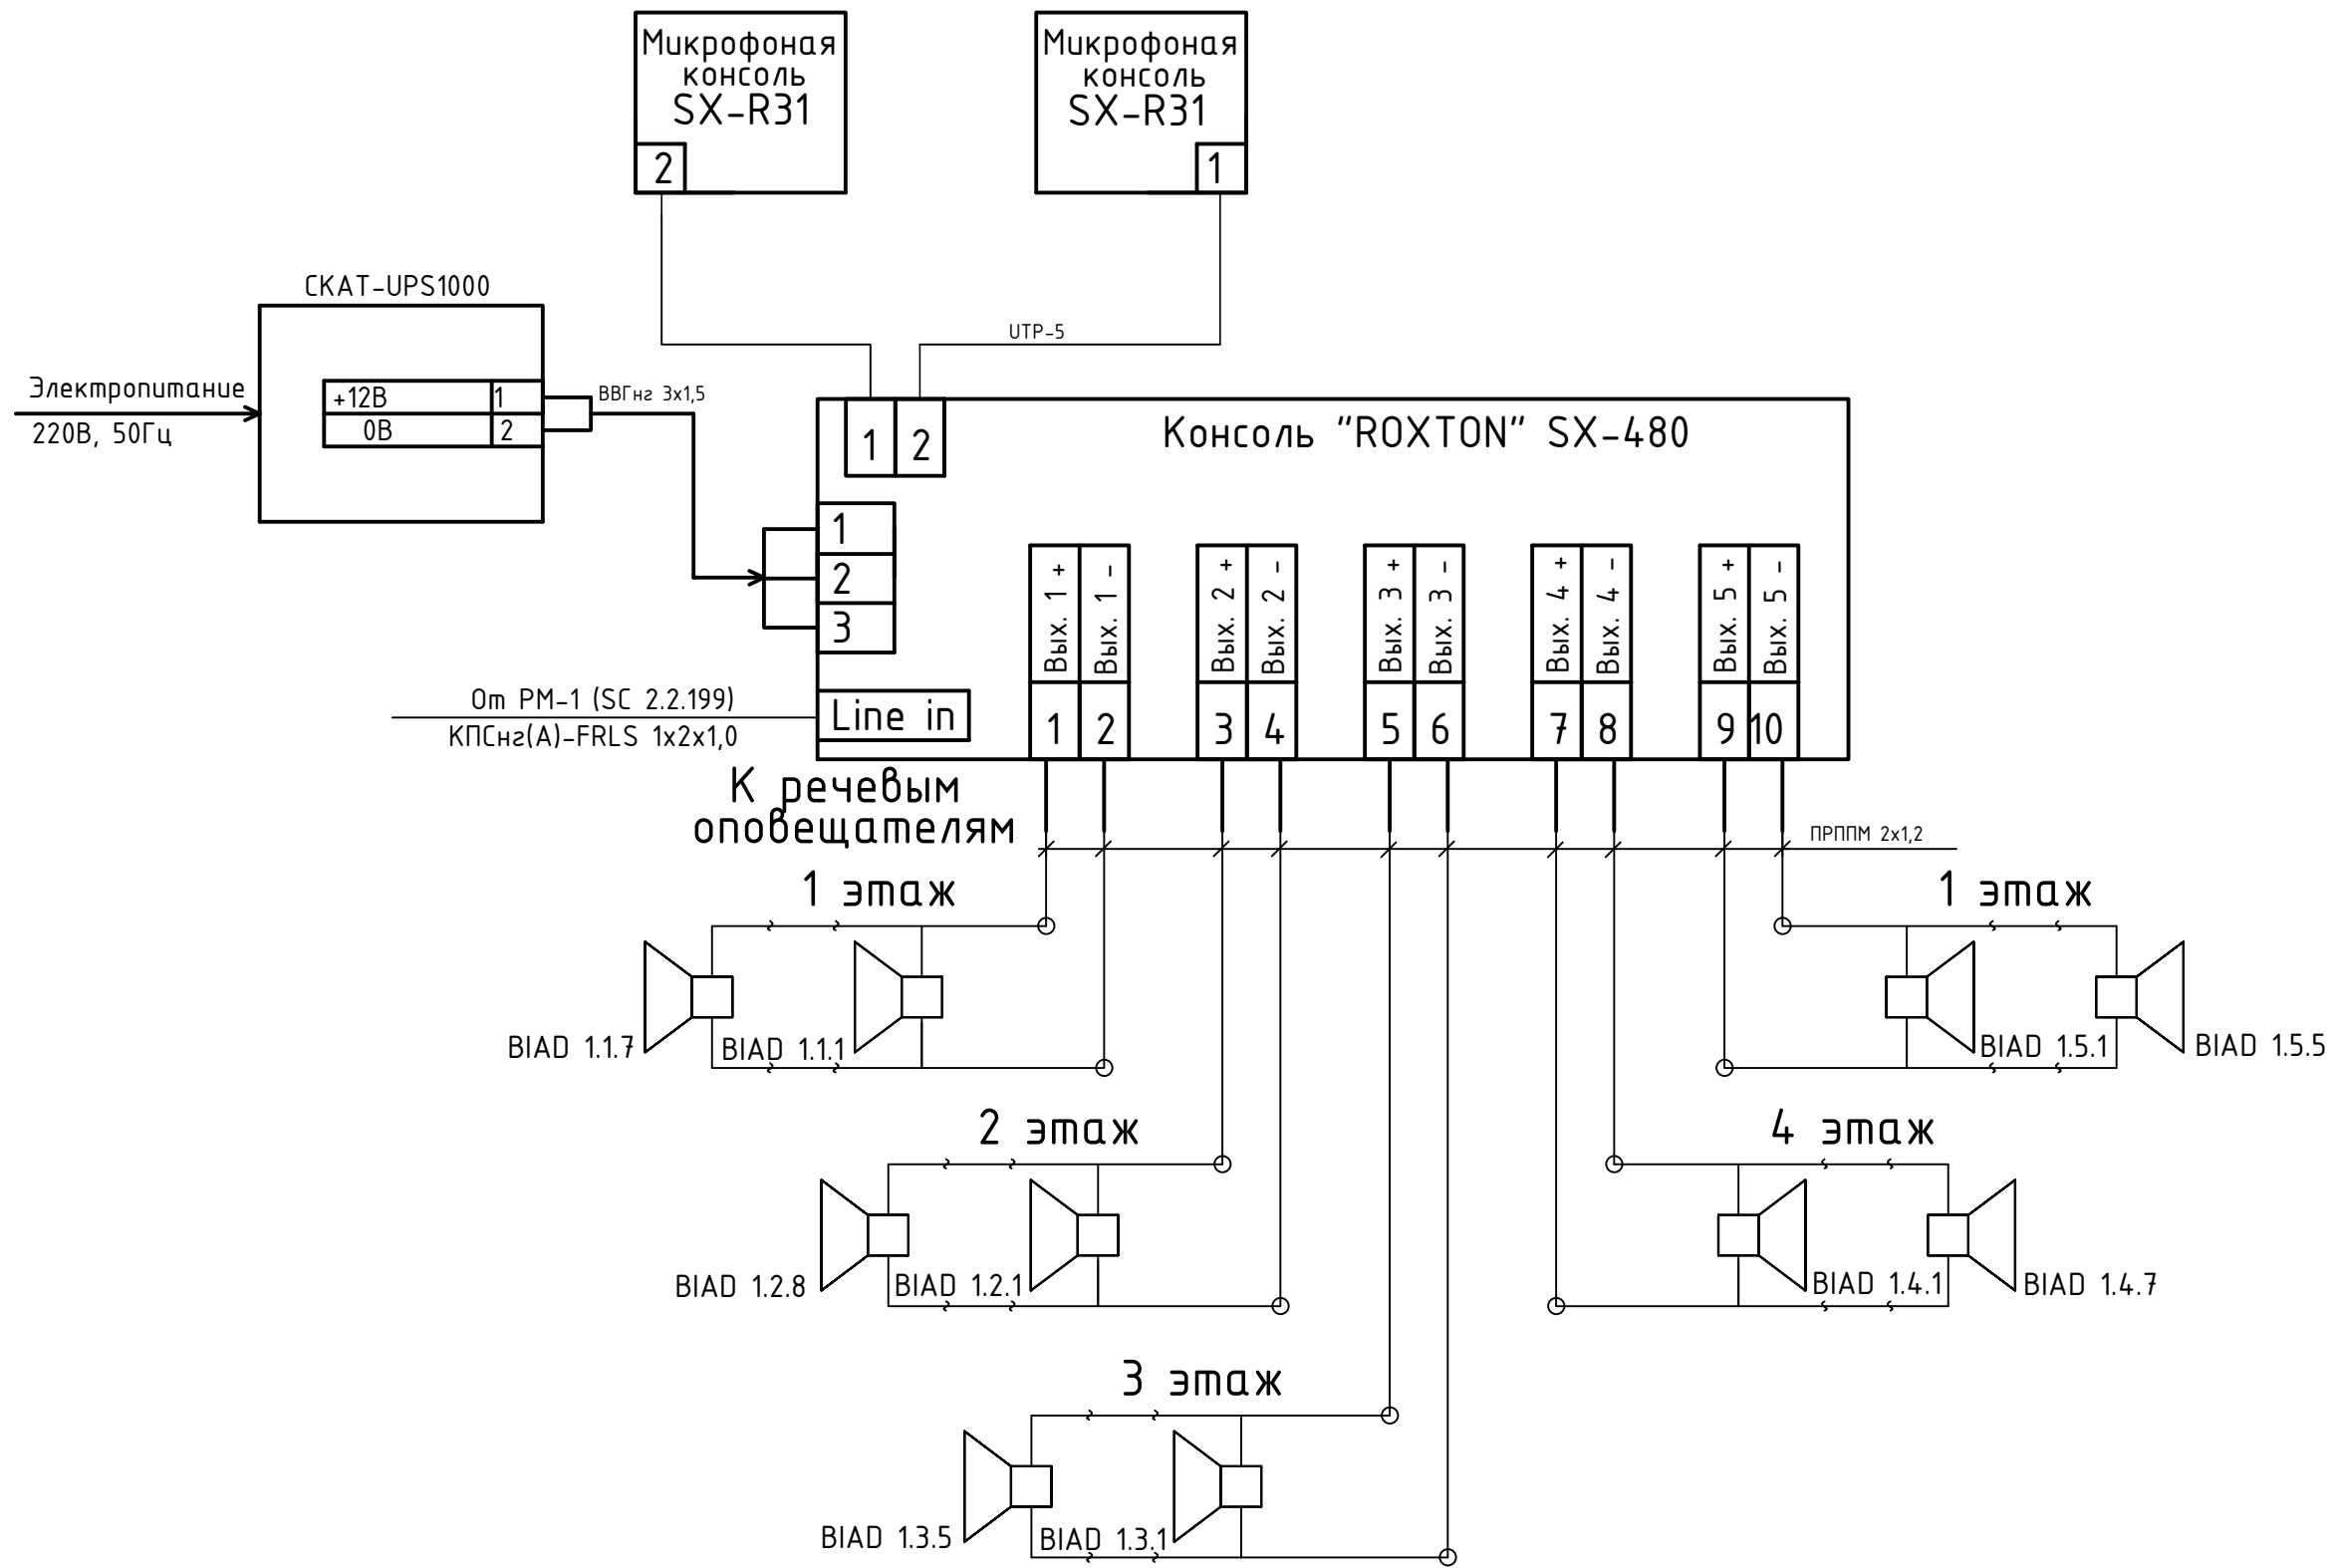 Микрофоная
консоль
SX-R31
2
Микрофоная
консоль
SX-R31
1
СКАТ-UPS1000
UTP-5
Электропитание
220В, 50Гц
+12В 1
0В 2
ВВГнг 3х1,5
1 2
Консоль "ROXTON" SX-480
1
2
3
Вых. 1 +
Вых. 1 -
Вых. 2 +
Вых. 2 -
Вых. 3 +
Вых. 3 -
Вых. 4 +
Вых. 4 -
Вых. 5 +
Вых. 5 -
От РМ-1 (SC 2.2.199)
КПСнг(А)-FRLS 1х2х1,0
Line in
1 2 3 4 5 6 7 8 9 10
К речевым
оповещателям
ПРППМ 2х1,2
1 этаж
1 этаж
BIAD 1.1.7
BIAD 1.1.1
BIAD 1.5.1
BIAD 1.5.5
2 этаж
4 этаж
BIAD 1.2.8
BIAD 1.2.1
BIAD 1.4.1
BIAD 1.4.7
3 этаж
BIAD 1.3.5
BIAD 1.3.1